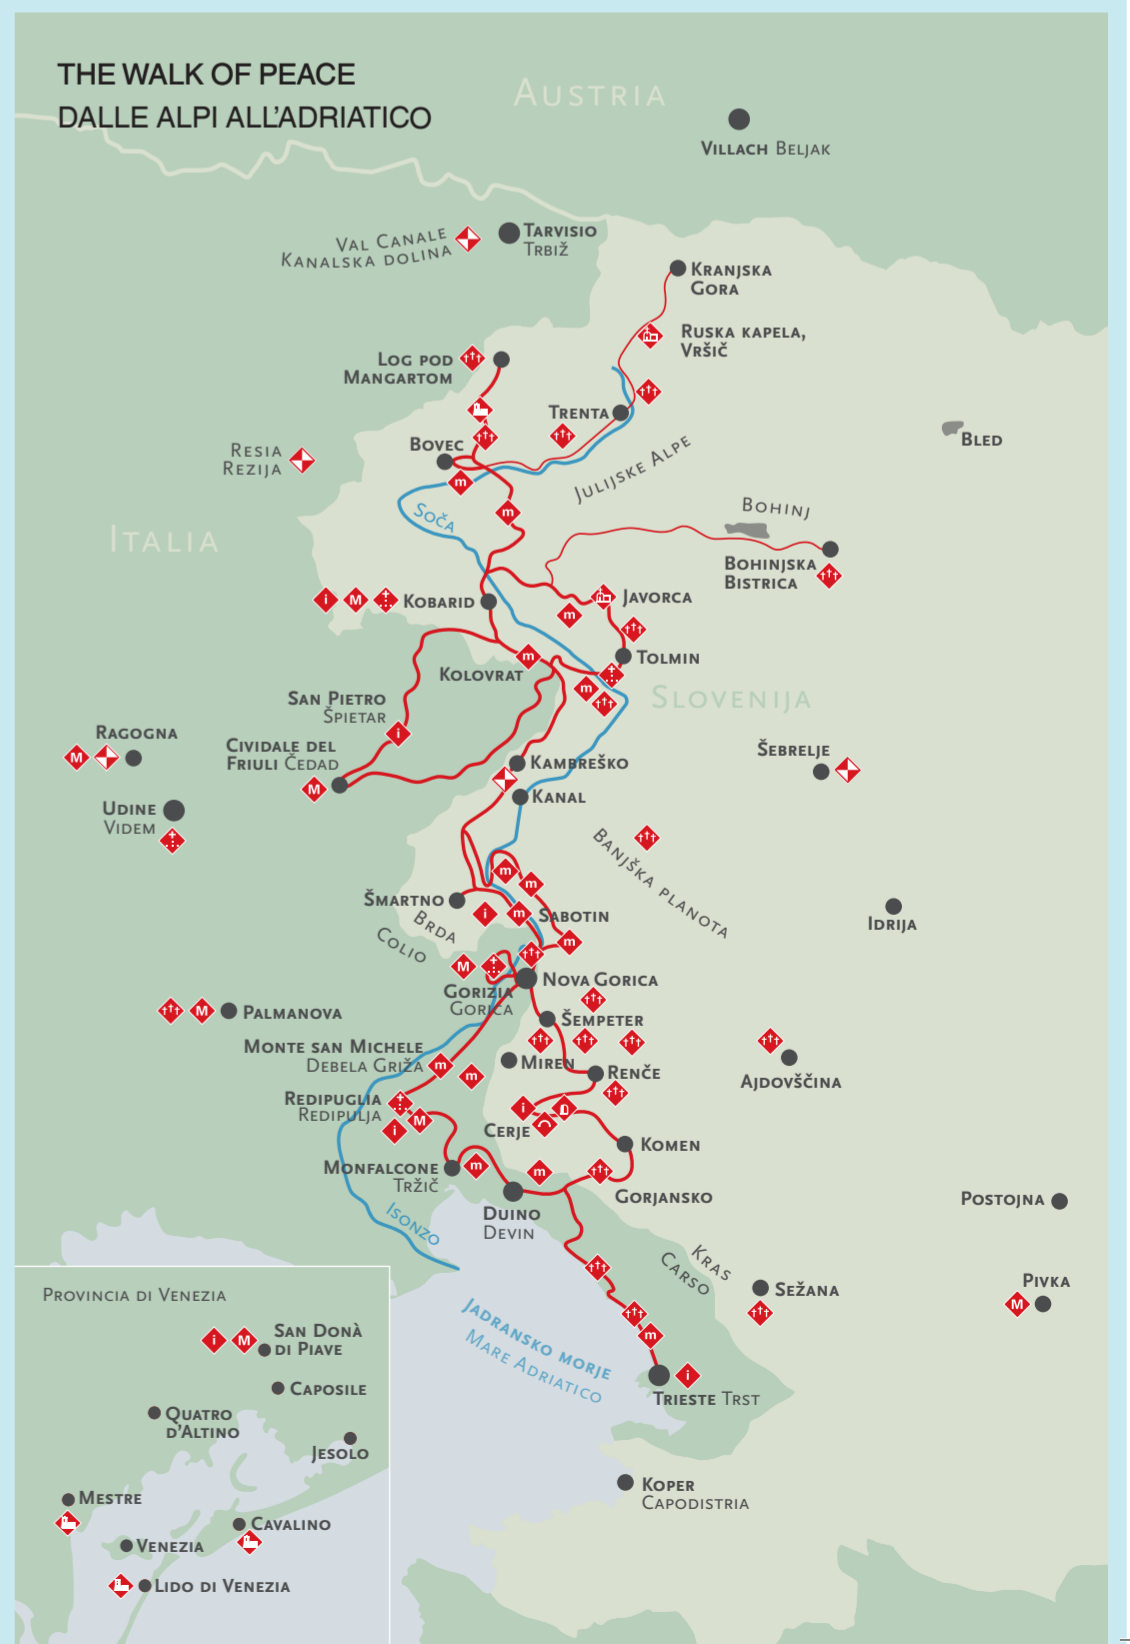 THE WALK OF PEACE
DALLE ALPI ALL'ADRIATICO
AUSTRIA
VILLACH BELJAK
VAL CANALE
KANALSKA DOLINA
TARVISIO
TRBIŽ
KRANJSKA
GORA
RUSKA KAPELA,
VRŠIČ
LOG POD
MANGARTOM
TRENTA
BOVEC
BLED
RESIA
REZIJA
JULIJSKE ALPE
m
m
SOČA
BOHINJ
ITALIA
BOHINJSKA
BISTRICA
i
M
KOBARID
JAVORCA
m
TOLMIN
m
KOLOVRAT
m
SLOVENIJA
SAN PIETRO
ŠPIETAR
i
RAGOGNA
M
CIVIDALE DEL
FRIULI ČEDAD
M
KAMBREŠKO
KANAL
ŠEBRELJE
UDINE
VIDEM
BANJŠKA PLANOTA
m
m
ŠMARTNO
i
m
SABOTIN
BRDA
COLIO
m
IDRIJA
M
NOVA GORICA
GORIZIA
GORICA
M
PALMANOVA
ŠEMPETER
MONTE SAN MICHELE
DEBELA GRIŽA
m
m
MIREN
RENČE
AJDOVŠČINA
REDIPUGLIA
REDIPULJA
M
i
i
CERJE
KOMEN
MONFALCONE
TRŽIČ
m
m
GORJANSKO
POSTOJNA
DUINO
DEVIN
ISONZO
KRAS
CARSO
SEŽANA
M
PIVKA
JADRANSKO MORJE
MARE ADRIATICO
m
i
TRIESTE TRST
KOPER
CAPODISTRIA
PROVINCIA DI VENEZIA
i
M
SAN DONÀ
DI PIAVE
CAPOSILE
QUATRO
D'ALTINO
JESOLO
MESTRE
CAVALINO
VENEZIA
LIDO DI VENEZIA